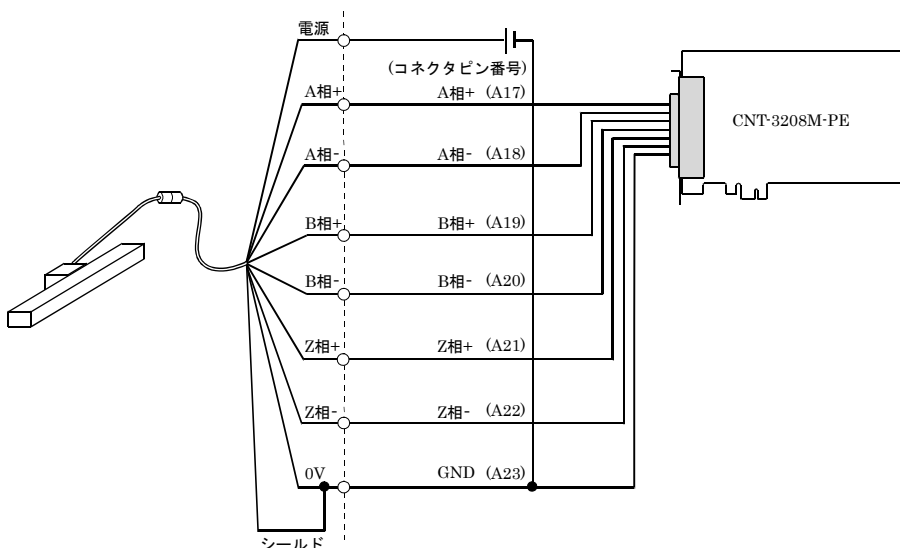 電源
(コネクタピン番号)
A相+ A相+ (A17)
CNT-3208M-PE
A相- A相- (A18)
B相+ B相+ (A19)
B相- B相- (A20)
Z相+ Z相+ (A21)
Z相- Z相- (A22)
0V GND (A23)
シールド